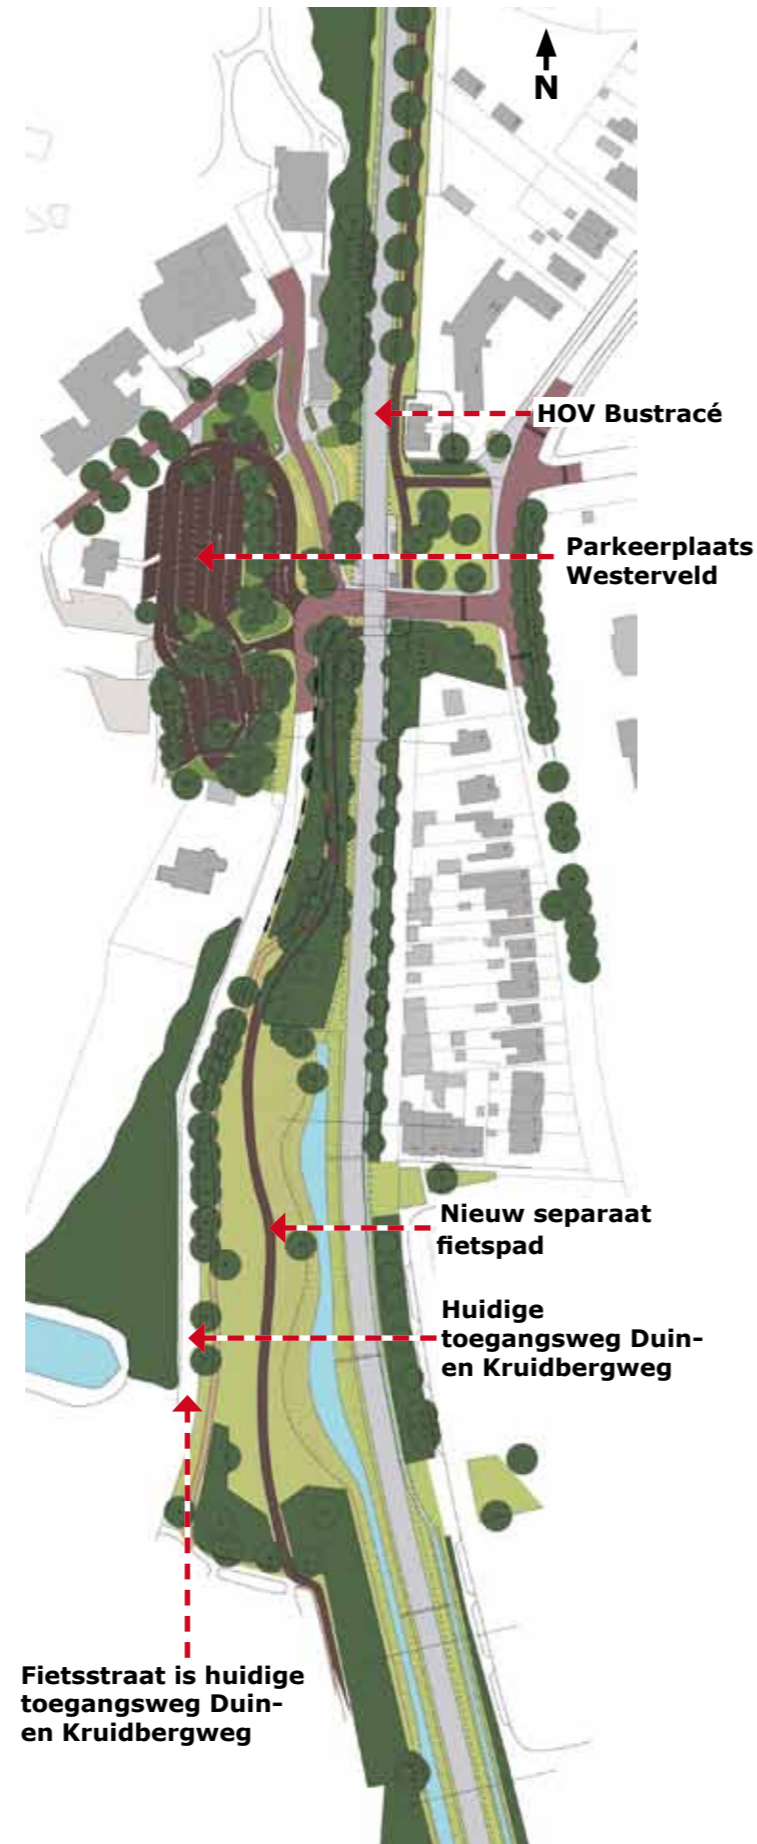 N
HOV Bustracé
Parkeerplaats
Westerveld
Nieuw separaat
fietspad
Huidige
toegangsweg Duin-
en Kruidbergweg
Fietsstraat is huidige
toegangsweg Duin-
en Kruidbergweg